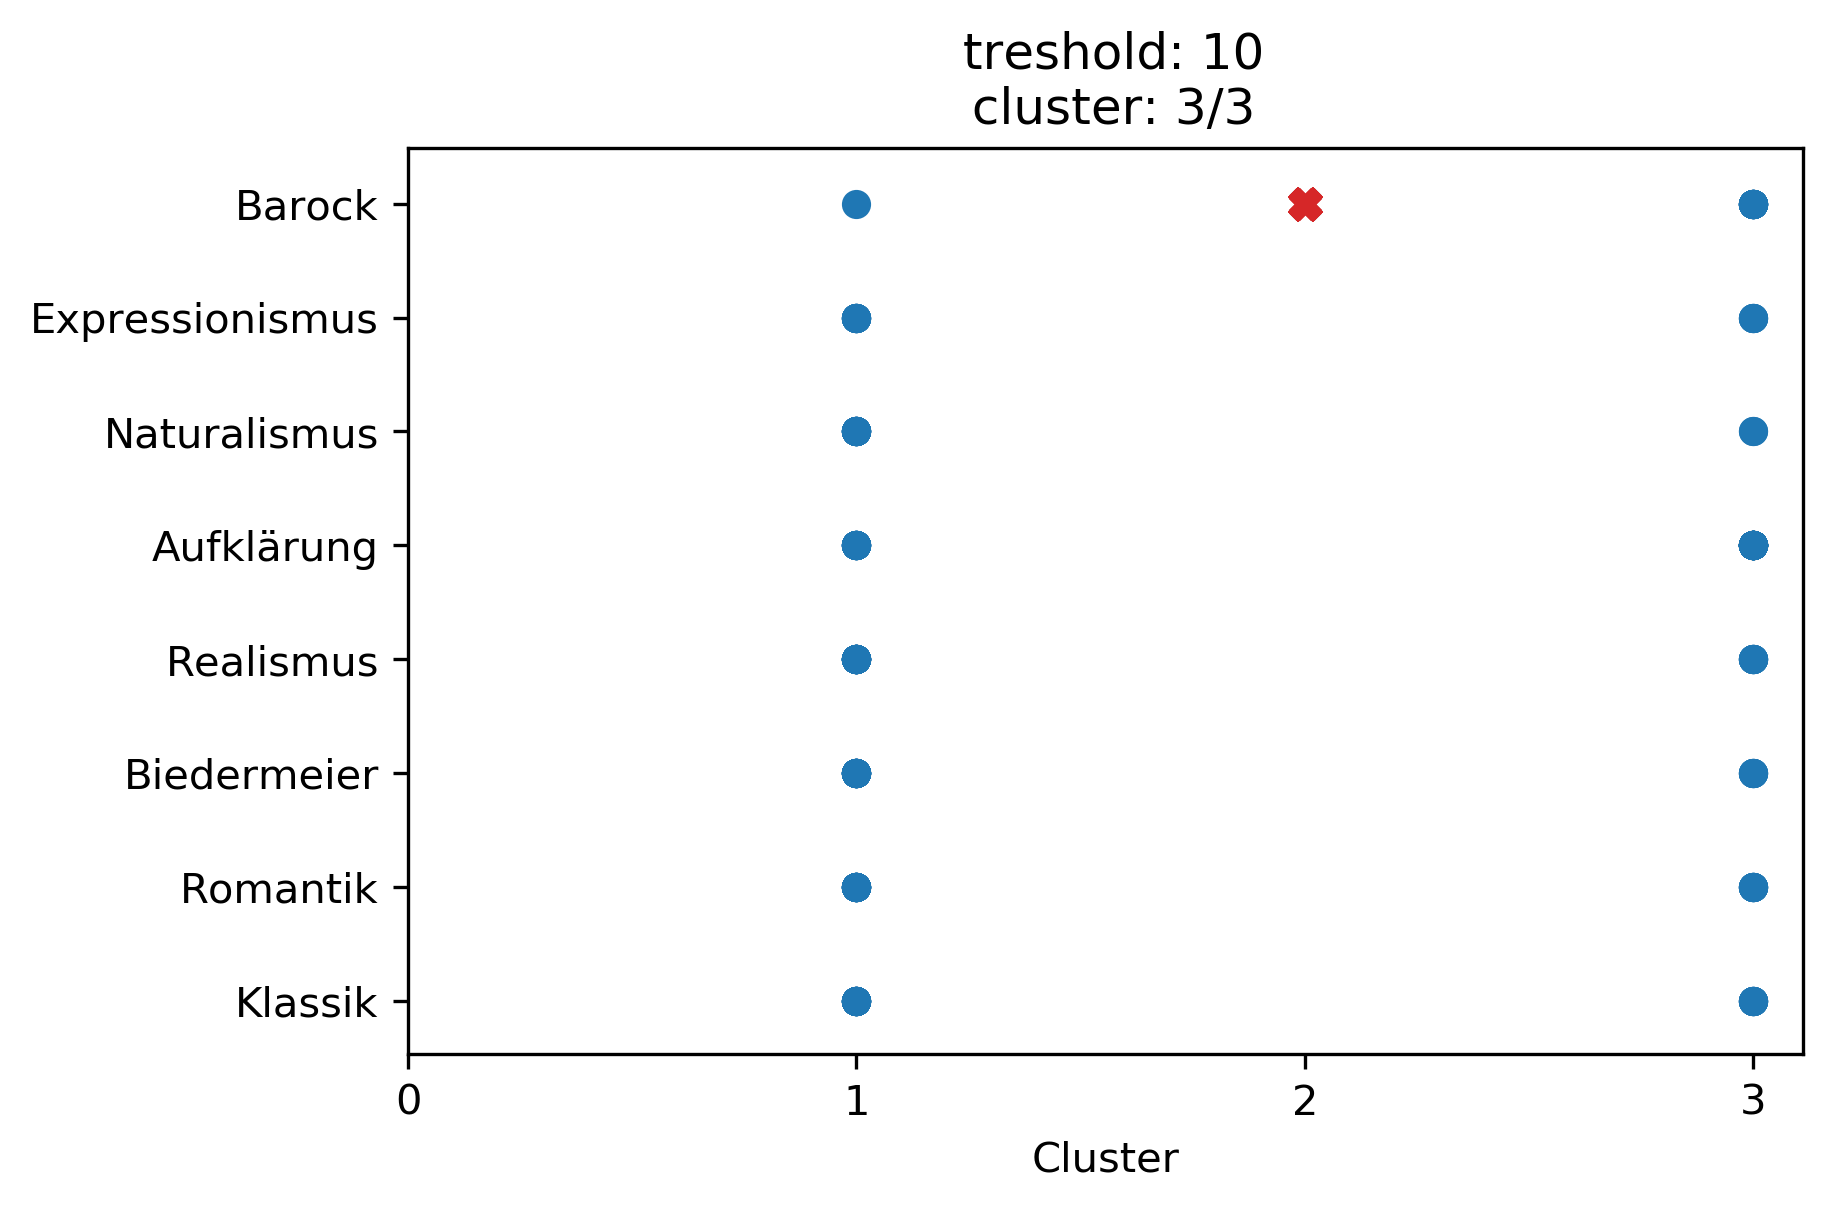 treshold: 10
cluster: 3/3
Barock
Expressionismus
Naturalismus
Aufklärung
Realismus
Biedermeier
Romantik
Klassik
0 1 2 3
Cluster